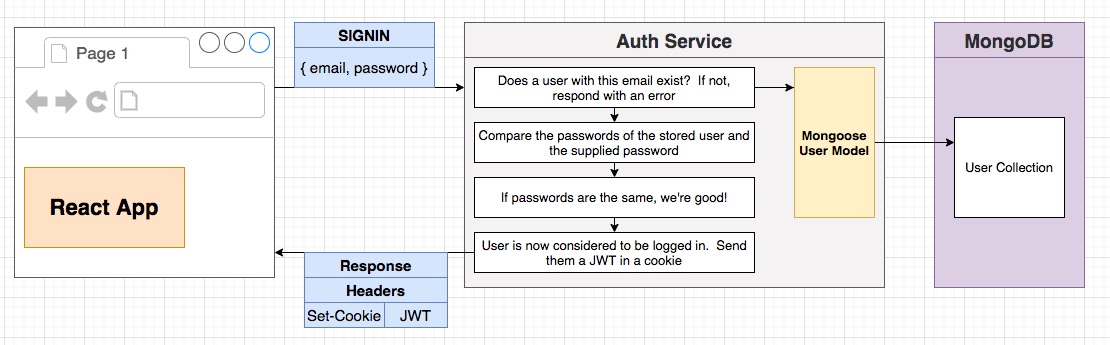 Page 1
React App
SIGNIN
{ email, password }
Auth Service
Does a user with this email exist?  If not,
respond with an error
Compare the passwords of the stored user and
the supplied password
If passwords are the same, we're good!
User is now considered to be logged in.  Send
them a JWT in a cookie
Mongoose
User Model
MongoDB
User Collection
Response
Headers
Set-Cookie JWT